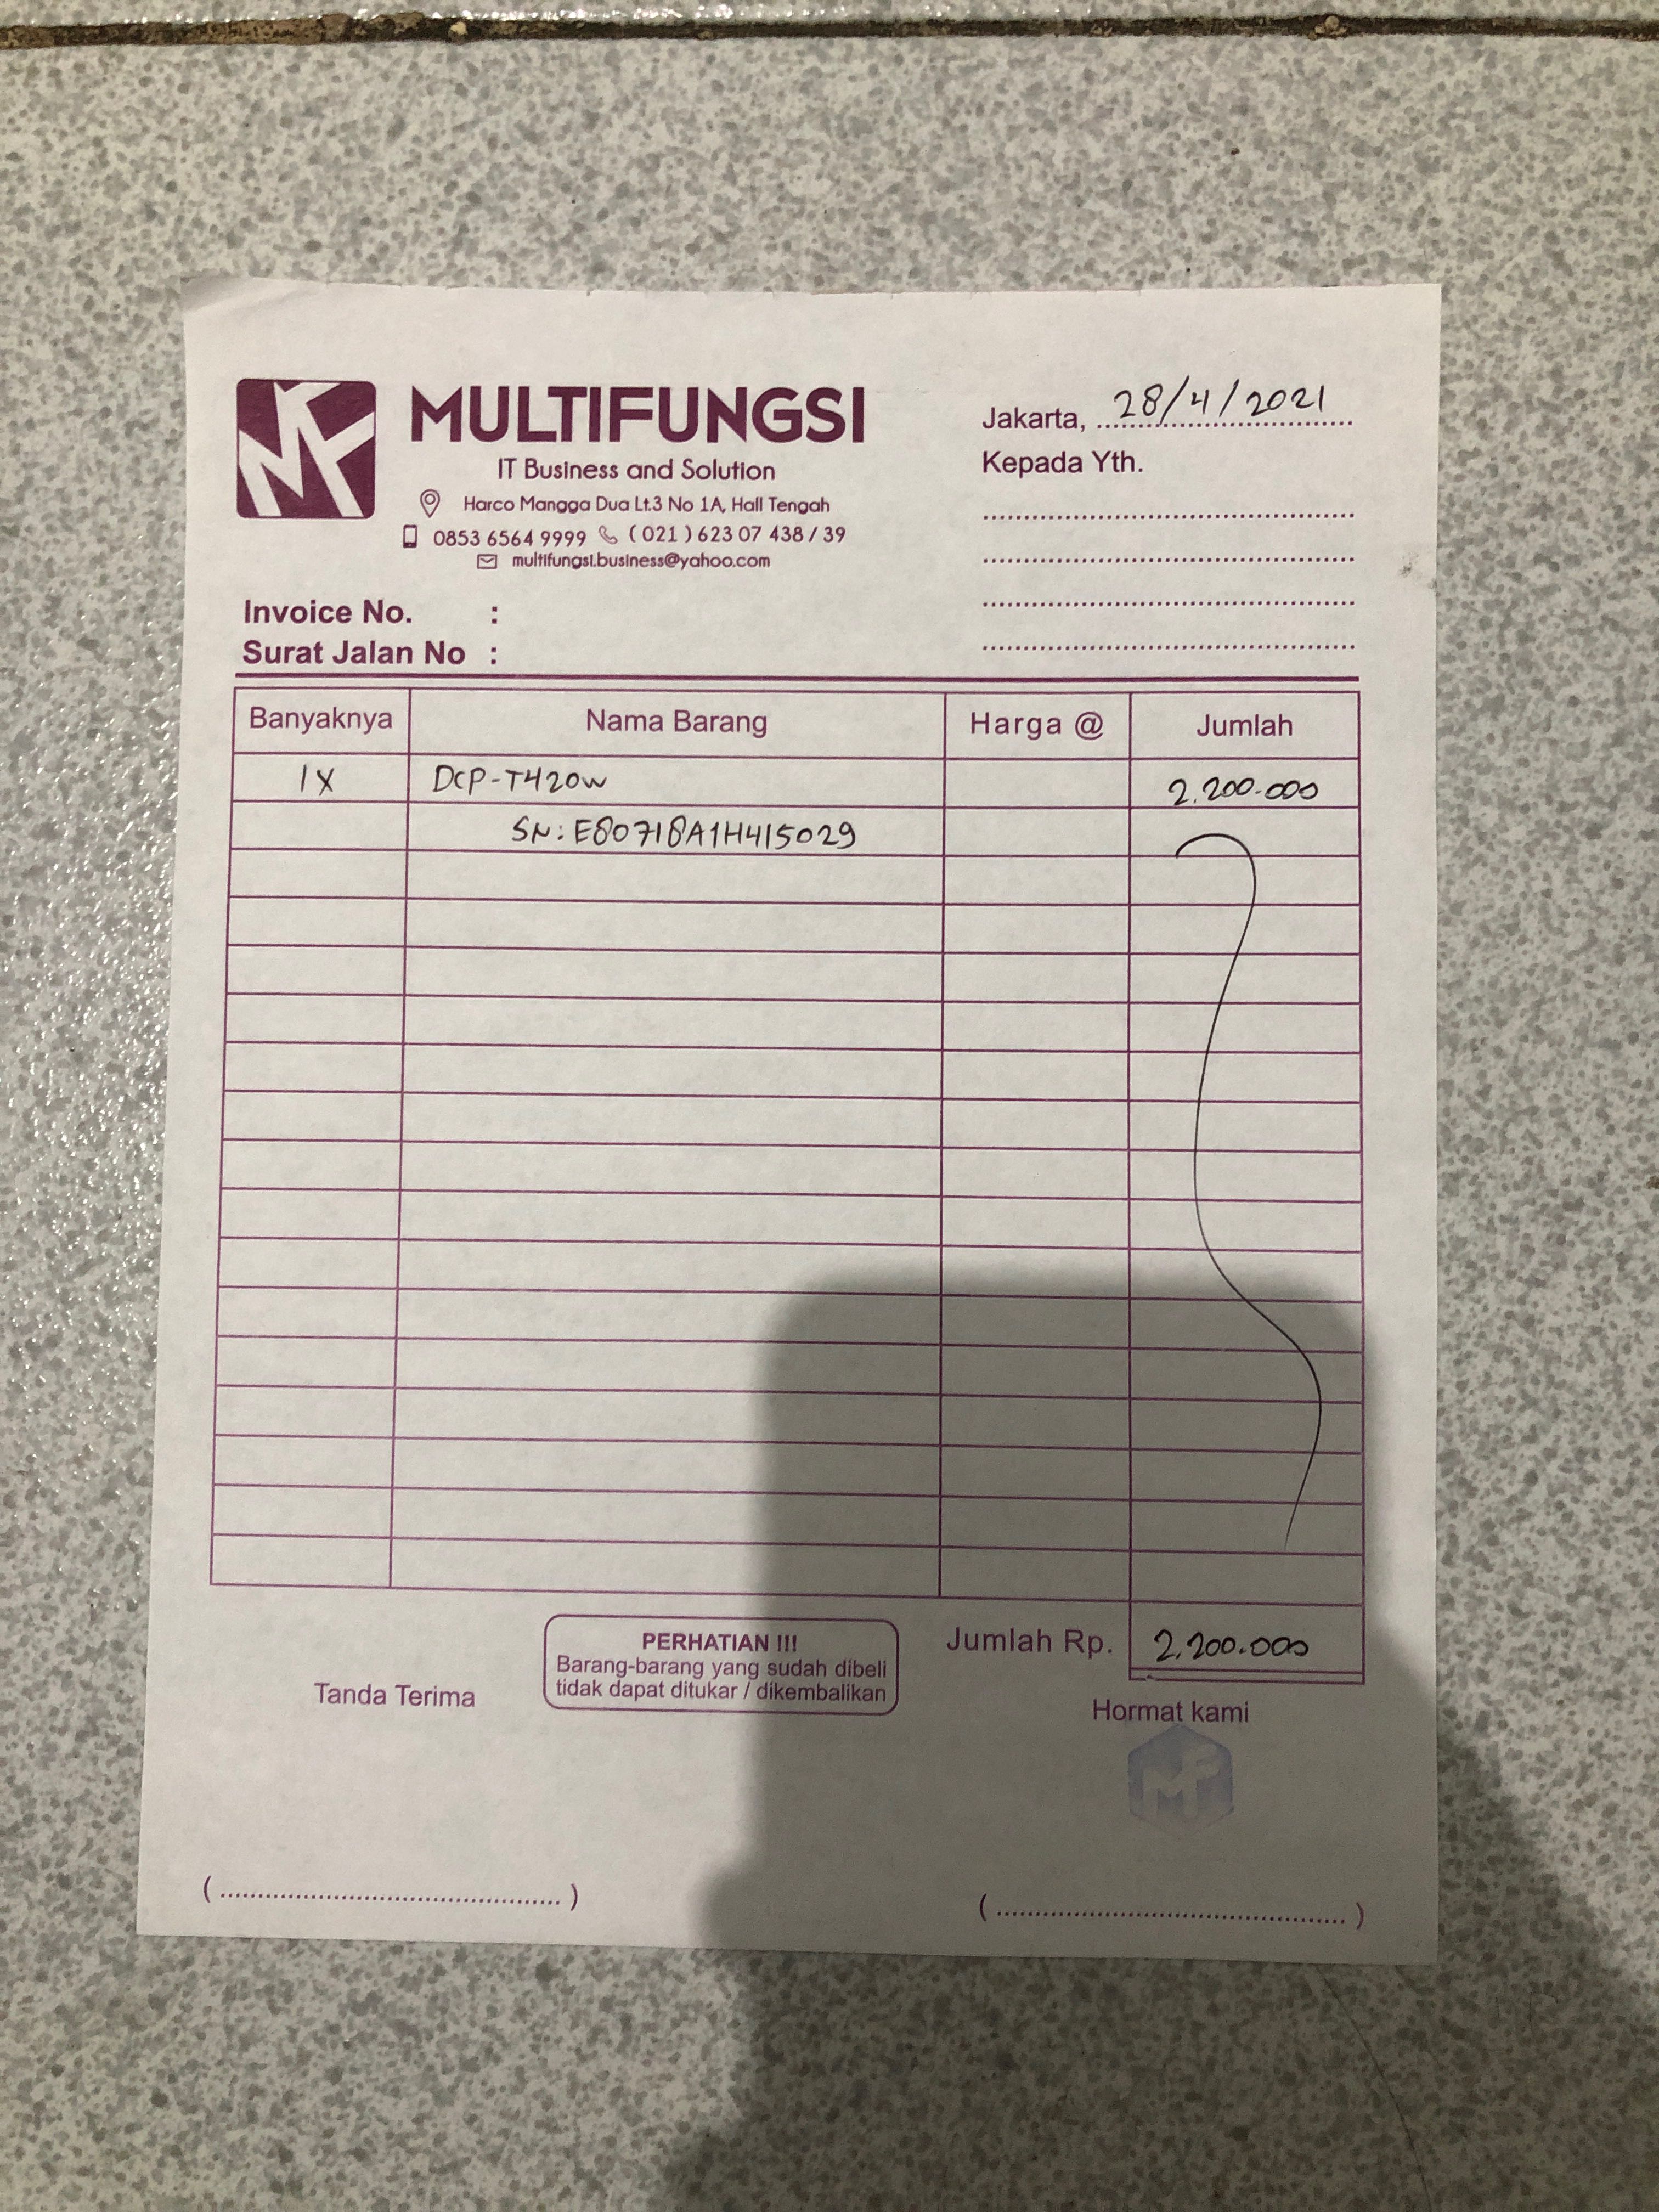 MF
MULTIFUNGSI
IT Business and Solution
Harco Mangga Dua Lt.3 No 1A, Hall Tengah
0853 6564 9999 ( 021 ) 623 07 438 / 39
multifungsi.business@yahoo.com
Jakarta, 28/4/2021
Kepada Yth.
Invoice No. :
Surat Jalan No :
Banyaknya Nama Barang Harga @ Jumlah
1X DCP-T420W 2.200.000
SN: E80718A1H415029
Jumlah Rp. 2.200.000
PERHATIAN !!!
Barang-barang yang sudah dibeli
tidak dapat ditukar / dikembalikan
Tanda Terima
Hormat kami
MF